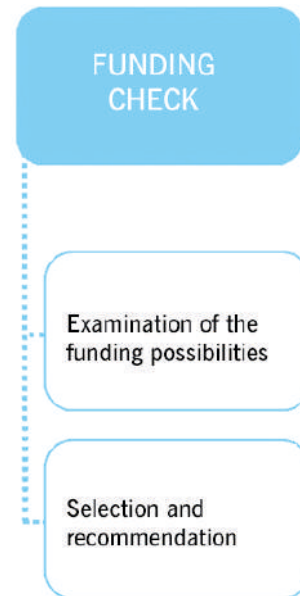 FUNDING
CHECK
Examination of the
funding possibilities
Selection and
recommendation